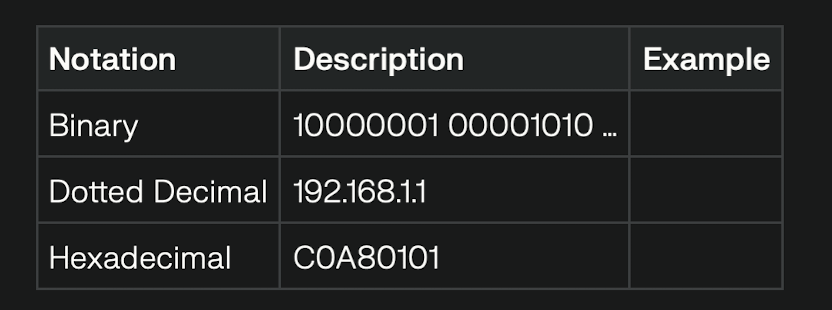 Notation Description Example
Binary 10000001 00001010 ...
Dotted Decimal 192.168.1.1
Hexadecimal C0A80101